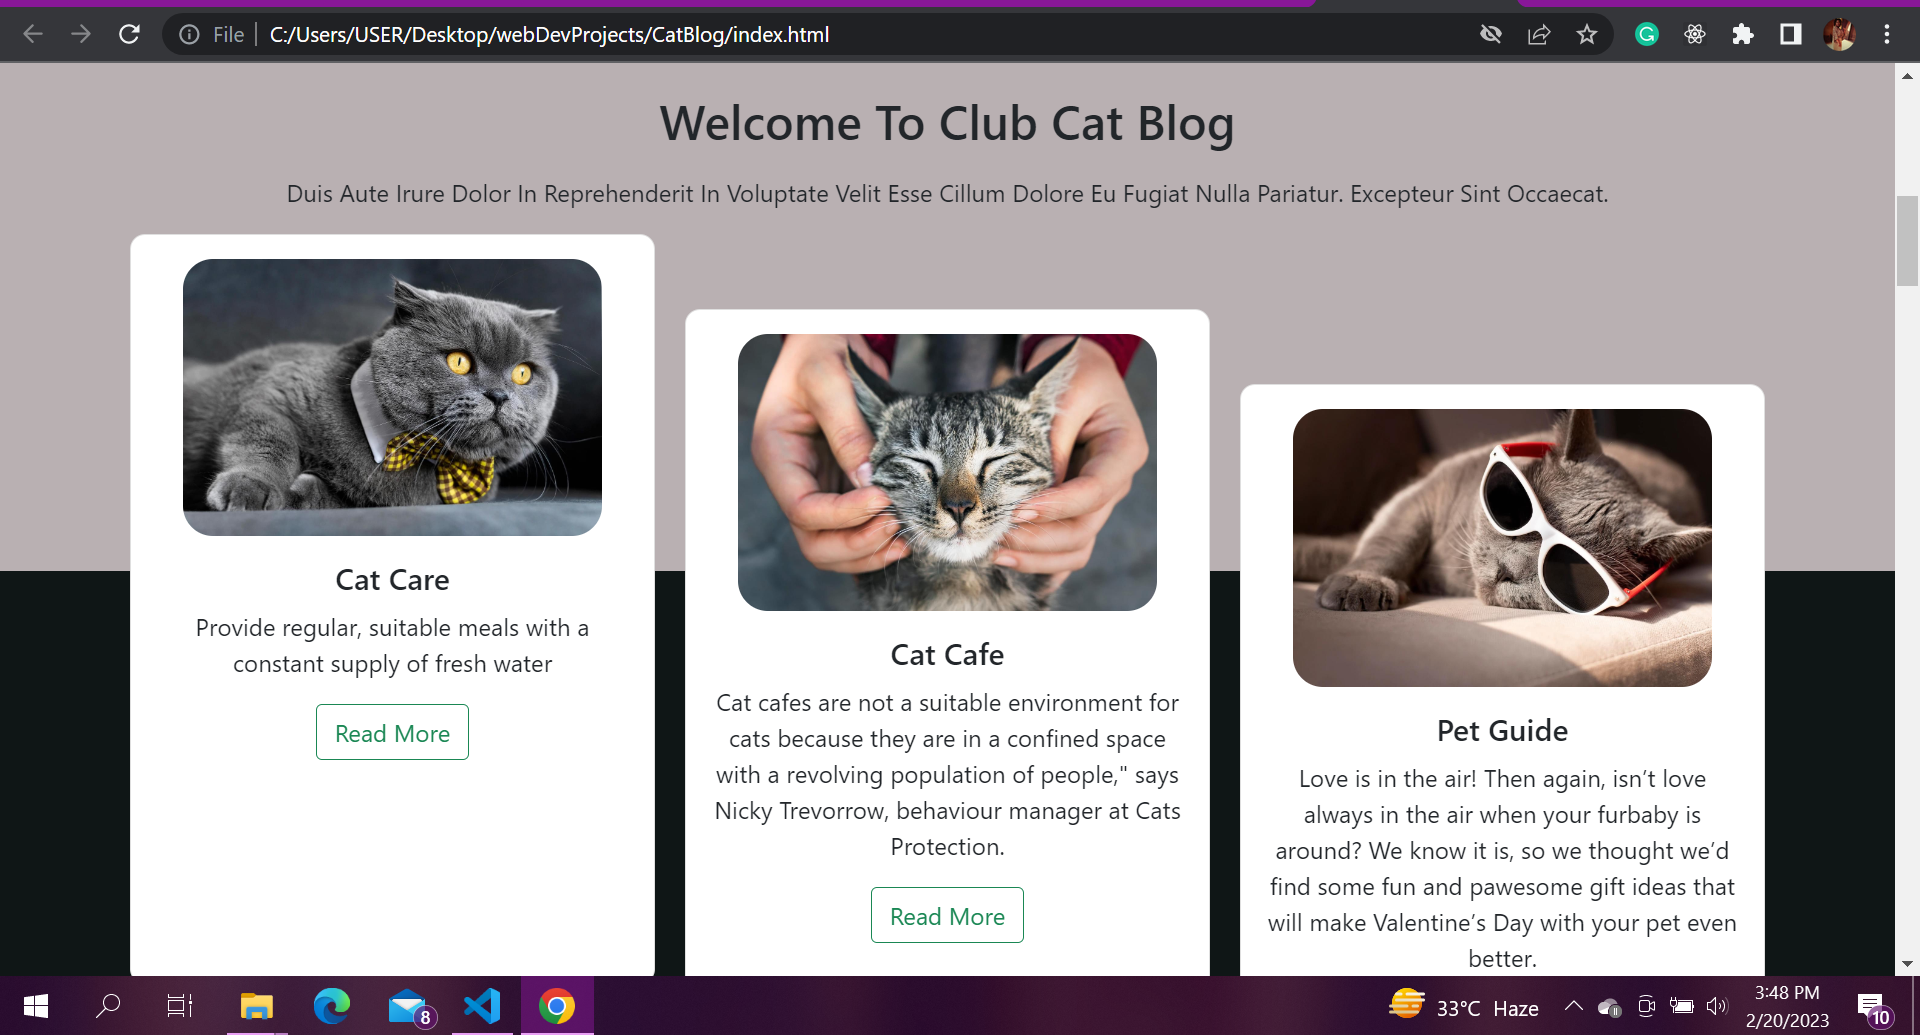 File
C:/Users/USER/Desktop/webDevProjects/CatBlog/index.html
Welcome To Club Cat Blog
Duis Aute Irure Dolor In Reprehenderit In Voluptate Velit Esse Cillum Dolore Eu Fugiat Nulla Pariatur. Excepteur Sint Occaecat.
Cat Care
Provide regular, suitable meals with a
constant supply of fresh water
Read More
Cat Cafe
Cat cafes are not a suitable environment for
cats because they are in a confined space
with a revolving population of people," says
Nicky Trevorrow, behaviour manager at Cats
Protection.
Read More
Pet Guide
Love is in the air! Then again, isn’t love
always in the air when your furbaby is
around? We know it is, so we thought we’d
find some fun and pawesome gift ideas that
will make Valentine’s Day with your pet even
better.
8
33°C Haze
3:48 PM
2/20/2023
10